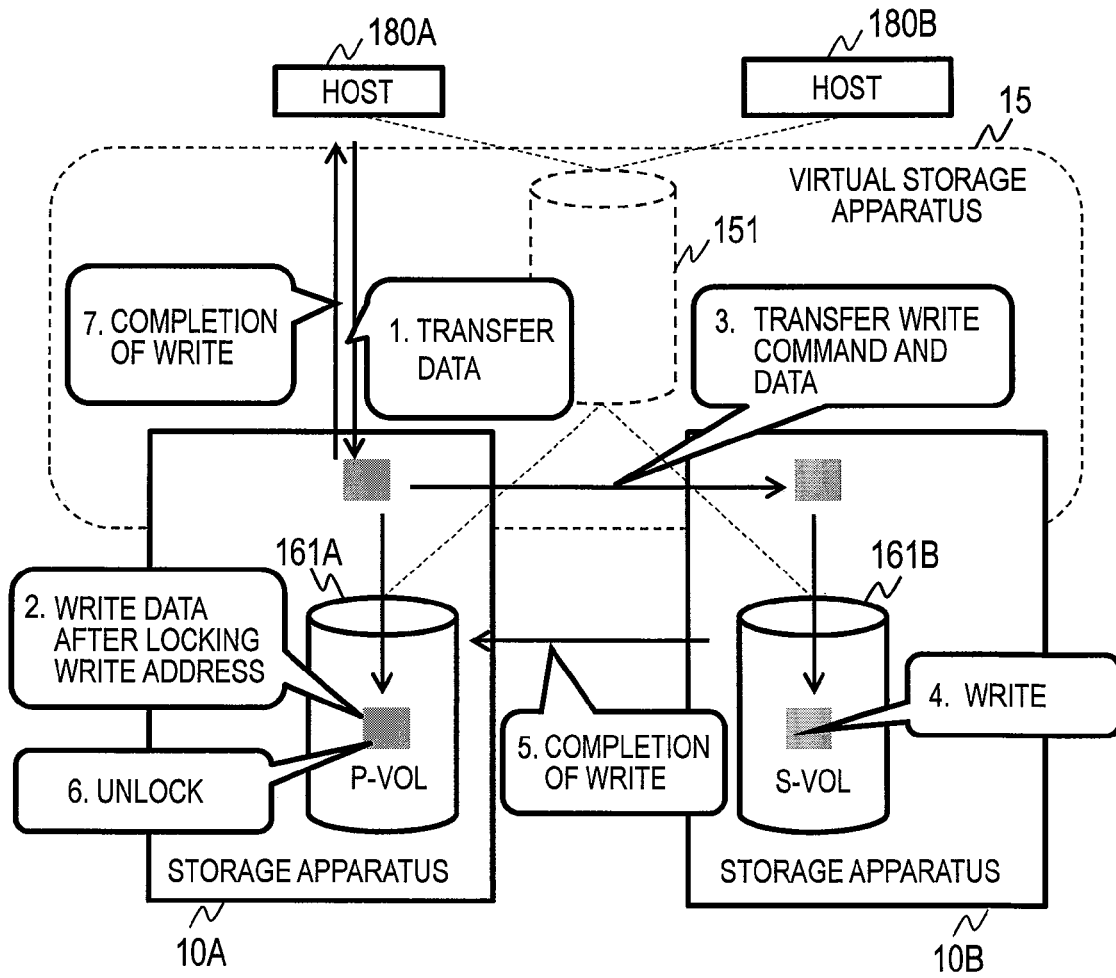 180A
180B
HOST
HOST
15
VIRTUAL STORAGE
APPARATUS
151
7. COMPLETION
OF WRITE
1. TRANSFER
DATA
3. TRANSFER WRITE
COMMAND AND
DATA
161A
161B
2. WRITE DATA
AFTER LOCKING
WRITE ADDRESS
4. WRITE
5. COMPLETION
OF WRITE
6. UNLOCK
P-VOL
S-VOL
STORAGE APPARATUS
STORAGE APPARATUS
10A
10B